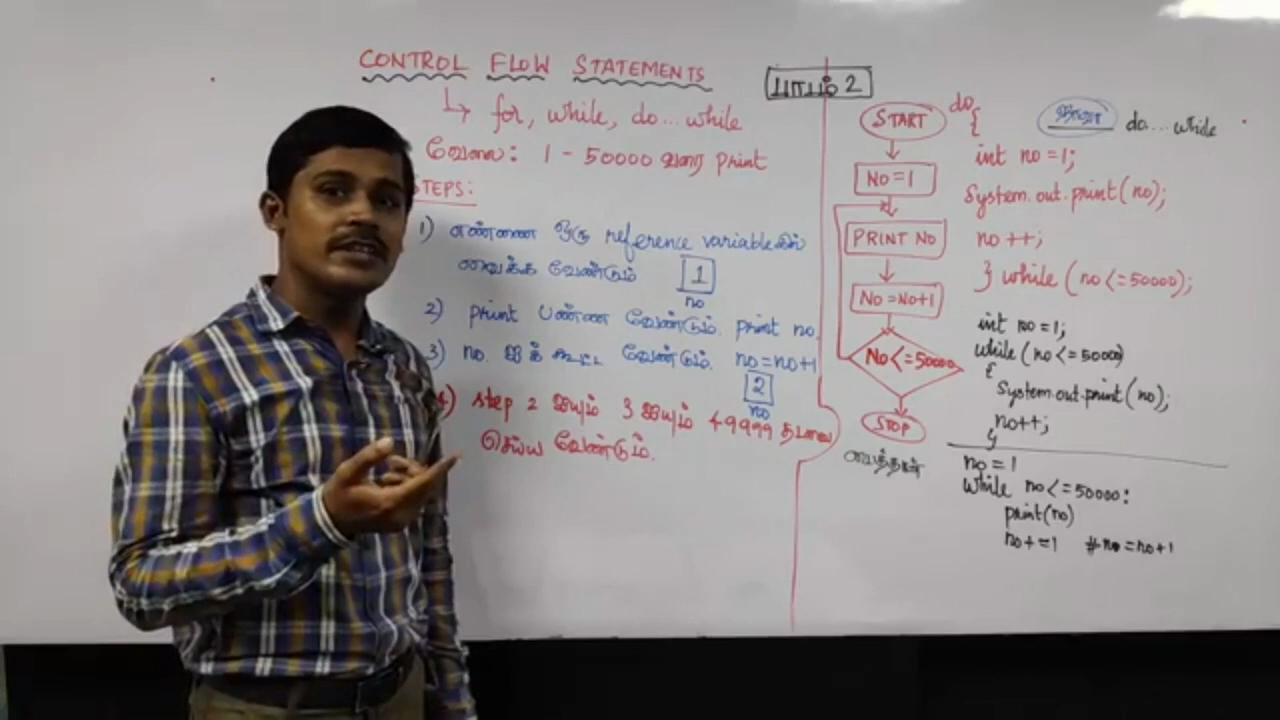 CONTROL FLOW STATEMENTS
↳ for, while, do...while
வேலை: 1 - 50000 வரை print
STEPS:
1) எண்ணை ஒரு reference variableலில்
வைக்க வேண்டும் 1
no
2) print பண்ண வேண்டும். print no.
3) no. ஐக் கூட்ட வேண்டும். no=no+1
2
no
4) step 2 ஐயும் 3 ஐயும் 49999 தடவை
செய்ய வேண்டும்.
பாடம் 2
START
NO=1
PRINT NO
NO=NO+1
NO<=50000
STOP
do...while
do
{
int no=1;
System.out.print(no);
no++;
} while (no<=50000);
int no=1;
while (no<=50000)
{
System.out.print(no);
no++;
}
no=1
while no<=50000:
print(no)
no+=1 #no=no+1